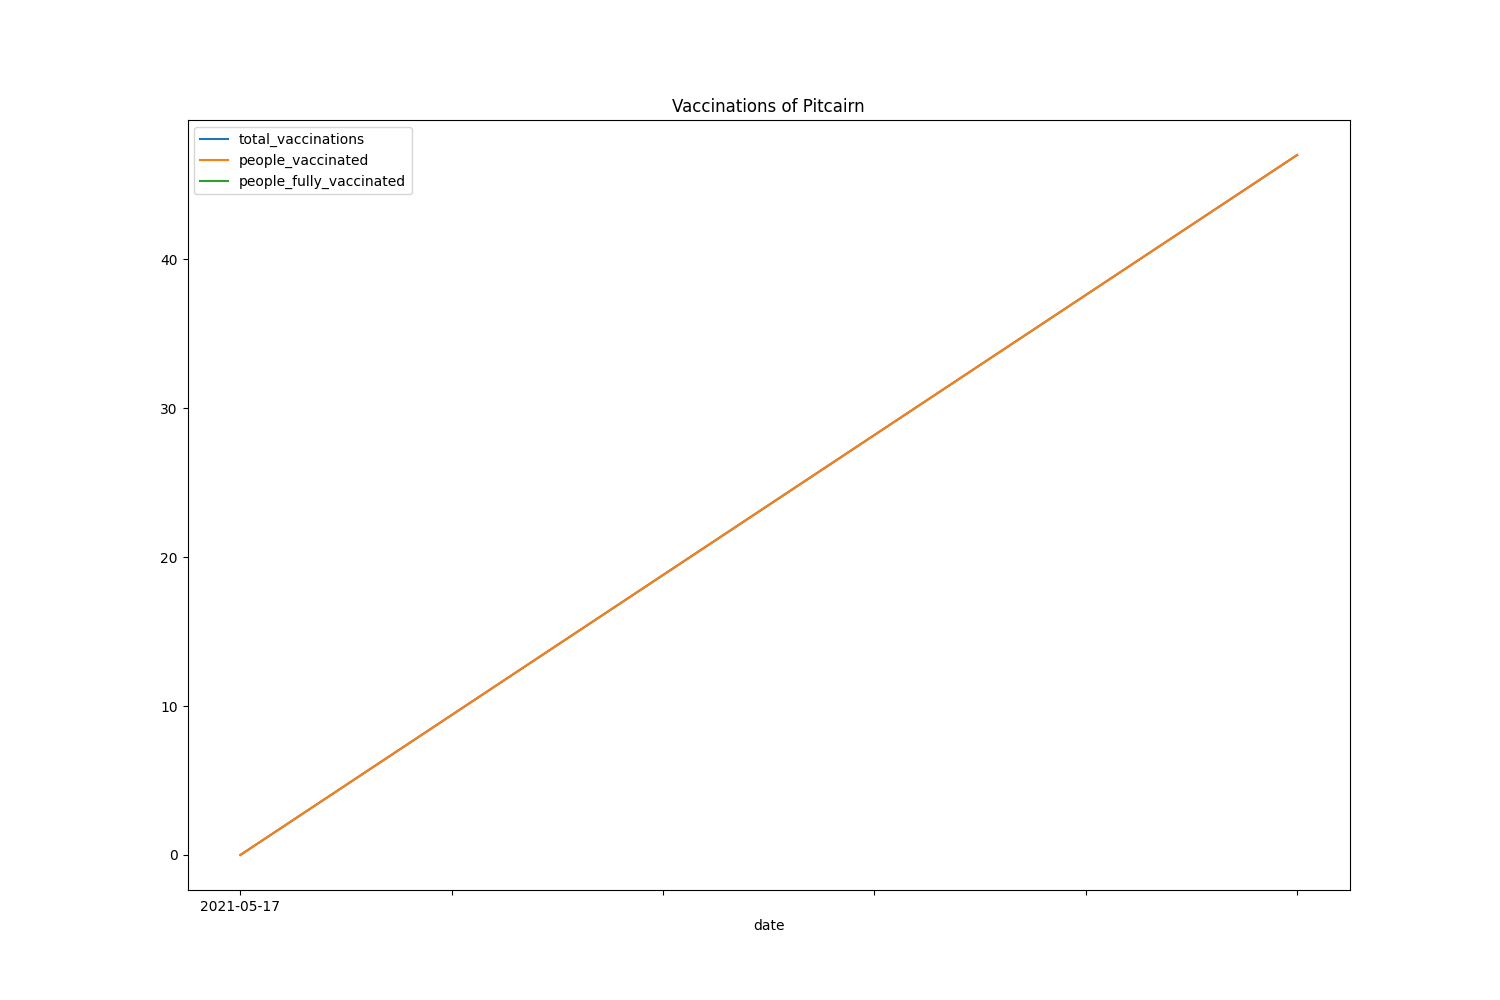 Vaccinations of Pitcairn
total_vaccinations
people_vaccinated
people_fully_vaccinated
40
30
20
10
0
2021-05-17
date